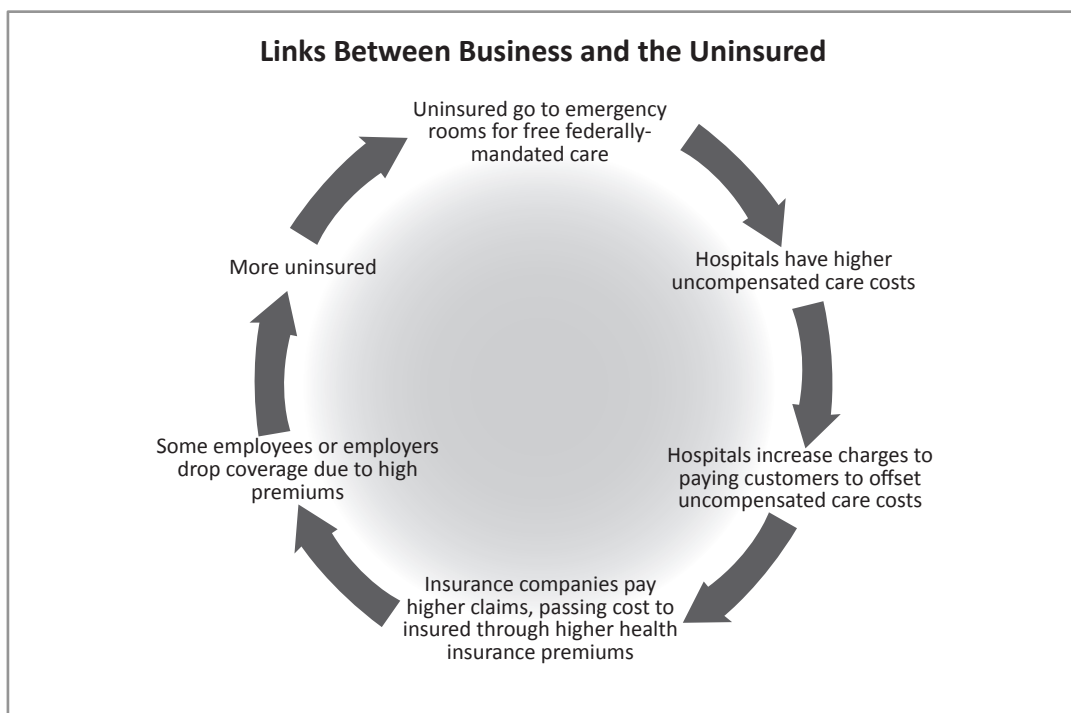 Links Between Business and the Uninsured
Uninsured go to emergency
rooms for free federally-
mandated care
Hospitals have higher
uncompensated care costs
Hospitals increase charges to
paying customers to offset
uncompensated care costs
Insurance companies pay
higher claims, passing cost to
insured through higher health
insurance premiums
Some employees or employers
drop coverage due to high
premiums
More uninsured